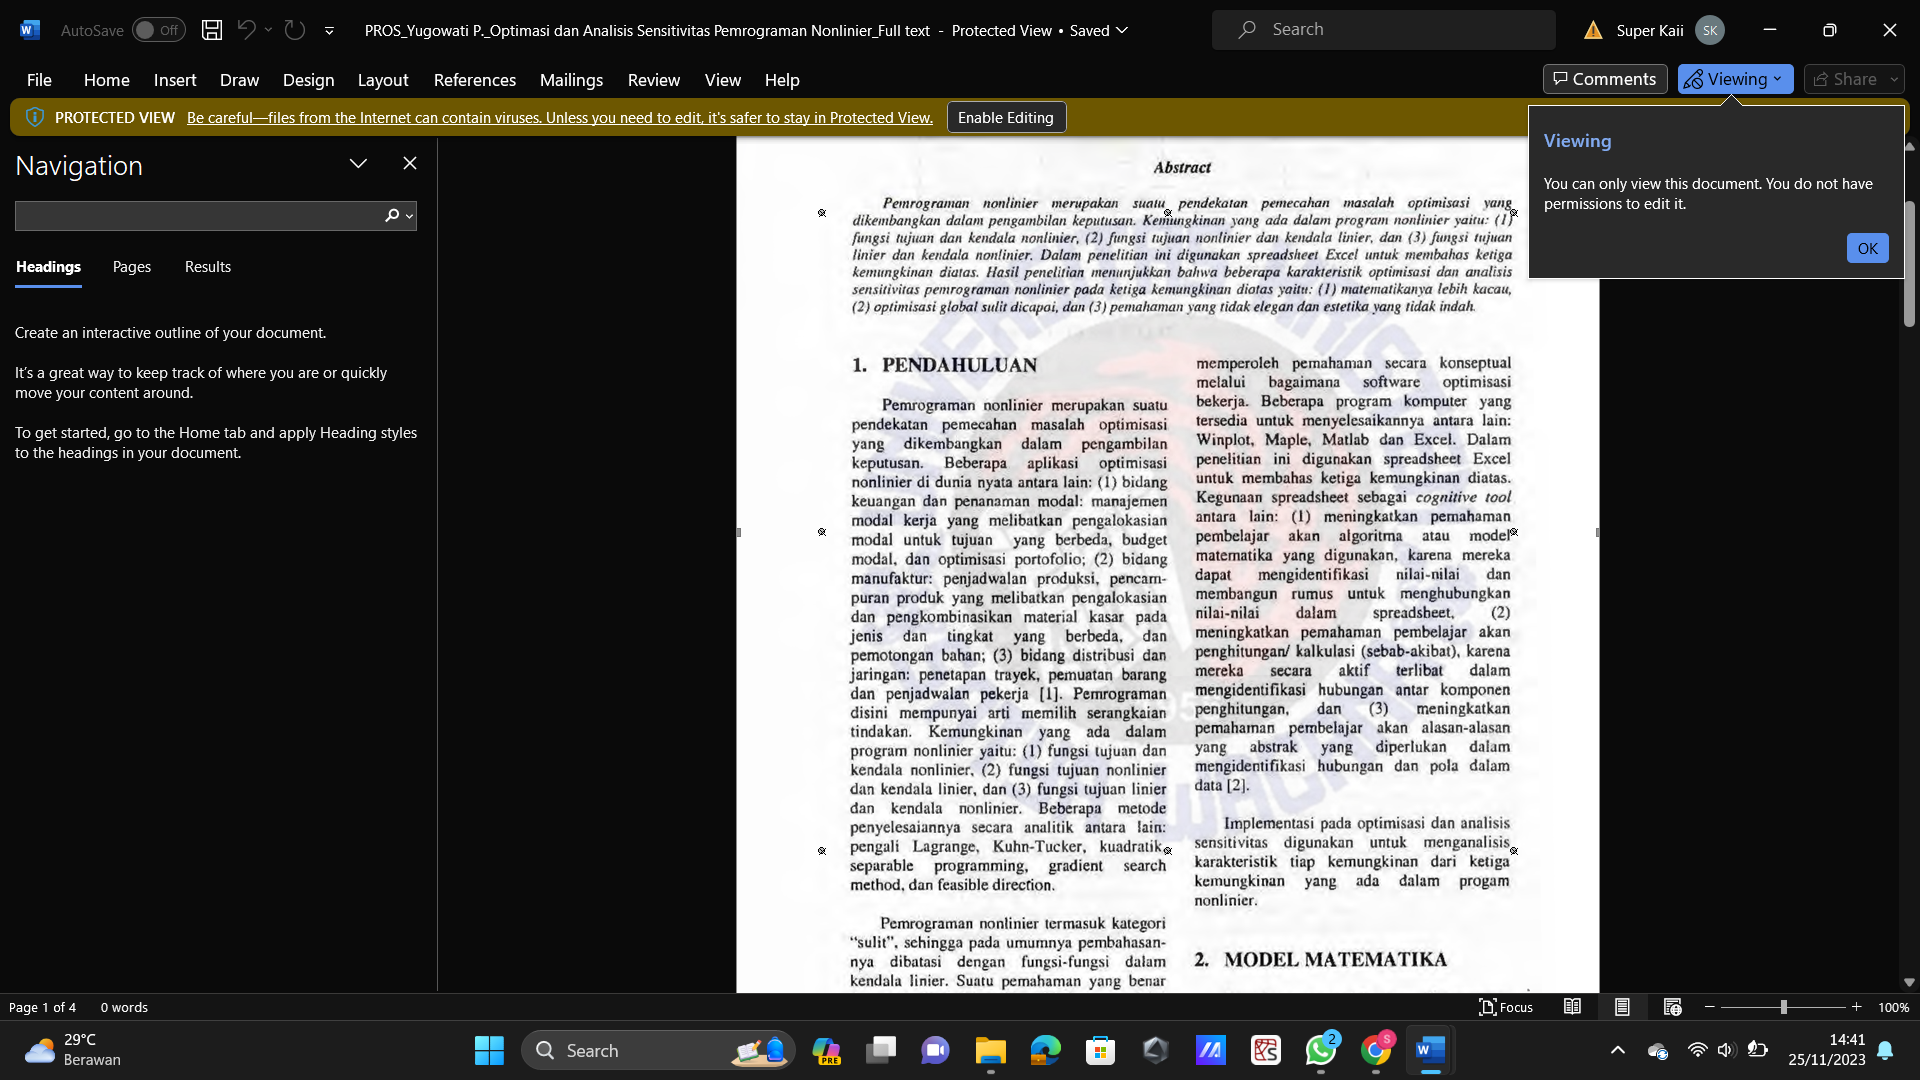 AutoSave Off
PROS_Yugowati P._Optimasi dan Analisis Sensitivitas Pemrograman Nonlinier_Full text - Protected View • Saved
Search
Super Kaii SK
File Home Insert Draw Design Layout References Mailings Review View Help
Comments Viewing Share
PROTECTED VIEW Be careful—files from the Internet can contain viruses. Unless you need to edit, it's safer to stay in Protected View. Enable Editing
Viewing
You can only view this document. You do not have
permissions to edit it.
OK
Navigation
Headings Pages Results
Create an interactive outline of your document.
It's a great way to keep track of where you are or quickly
move your content around.
To get started, go to the Home tab and apply Heading styles
to the headings in your document.
Abstract
Pemrograman nonlinier merupakan suatu pendekatan pemecahan masalah optimisasi yang
dikembangkan dalam pengambilan keputusan. Kemungkinan yang ada dalam program nonlinier yaitu: (1)
fungsi tujuan dan kendala nonlinier, (2) fungsi tujuan nonlinier dan kendala linier, dan (3) fungsi tujuan
linier dan kendala nonlinier. Dalam penelitian ini digunakan spreadsheet Excel untuk membahas ketiga
kemungkinan diatas. Hasil penelitian menunjukkan bahwa beberapa karakteristik optimisasi dan analisis
sensitivitas pemrograman nonlinier pada ketiga kemungkinan diatas yaitu: (1) matematikanya lebih kacau,
(2) optimisasi global sulit dicapai, dan (3) pemahaman yang tidak elegan dan estetika yang tidak indah.
1. PENDAHULUAN
Pemrograman nonlinier merupakan suatu
pendekatan pemecahan masalah optimisasi
yang dikembangkan dalam pengambilan
keputusan. Beberapa aplikasi optimisasi
nonlinier di dunia nyata antara lain: (1) bidang
keuangan dan penanaman modal: manajemen
modal kerja yang melibatkan pengalokasian
modal untuk tujuan yang berbeda, budget
modal, dan optimisasi portofolio; (2) bidang
manufaktur: penjadwalan produksi, pencam-
puran produk yang melibatkan pengalokasian
dan pengkombinasikan material kasar pada
jenis dan tingkat yang berbeda, dan
pemotongan bahan; (3) bidang distribusi dan
jaringan: penetapan trayek, pemuatan barang
dan penjadwalan pekerja [1]. Pemrograman
disini mempunyai arti memilih serangkaian
tindakan. Kemungkinan yang ada dalam
program nonlinier yaitu: (1) fungsi tujuan dan
kendala nonlinier, (2) fungsi tujuan nonlinier
dan kendala linier, dan (3) fungsi tujuan linier
dan kendala nonlinier. Beberapa metode
penyelesaiannya secara analitik antara lain:
pengali Lagrange, Kuhn-Tucker, kuadratik,
separable programming, gradient search
method, dan feasible direction.
Pemrograman nonlinier termasuk kategori
“sulit”, sehingga pada umumnya pembahasan-
nya dibatasi dengan fungsi-fungsi dalam
kendala linier. Suatu pemahaman yang benar
memperoleh pemahaman secara konseptual
melalui bagaimana software optimisasi
bekerja. Beberapa program komputer yang
tersedia untuk menyelesaikannya antara lain:
Winplot, Maple, Matlab dan Excel. Dalam
penelitian ini digunakan spreadsheet Excel
untuk membahas ketiga kemungkinan diatas.
Kegunaan spreadsheet sebagai cognitive tool
antara lain: (1) meningkatkan pemahaman
pembelajar akan algoritma atau model
matematika yang digunakan, karena mereka
dapat mengidentifikasi nilai-nilai dan
membangun rumus untuk menghubungkan
nilai-nilai dalam spreadsheet, (2)
meningkatkan pemahaman pembelajar akan
penghitungan/ kalkulasi (sebab-akibat), karena
mereka secara aktif terlibat dalam
mengidentifikasi hubungan antar komponen
penghitungan, dan (3) meningkatkan
pemahaman pembelajar akan alasan-alasan
yang abstrak yang diperlukan dalam
mengidentifikasi hubungan dan pola dalam
data [2].
Implementasi pada optimisasi dan analisis
sensitivitas digunakan untuk menganalisis
karakteristik tiap kemungkinan dari ketiga
kemungkinan yang ada dalam progam
nonlinier.
2. MODEL MATEMATIKA
Page 1 of 4 0 words
Focus
100%
29°C
Berawan
Search
PRE
2
S
14:41
25/11/2023